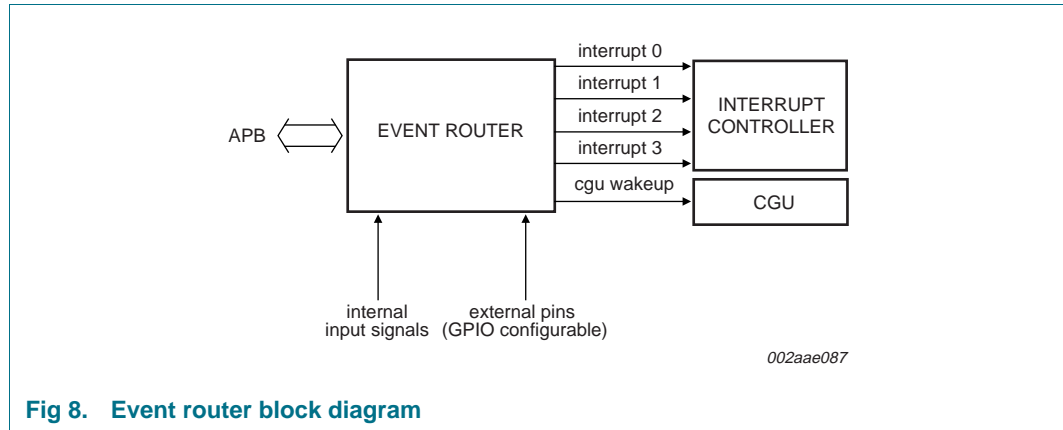 interrupt 0
interrupt 1
interrupt 2
interrupt 3
cgu wakeup
APB
EVENT ROUTER
INTERRUPT
CONTROLLER
CGU
internal
input signals
external pins
(GPIO configurable)
002aae087
Fig 8. Event router block diagram